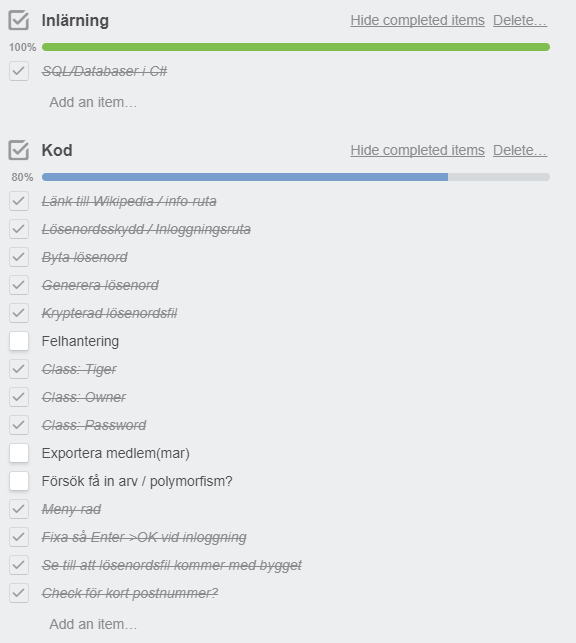 Inlärning Hide completed items Delete…
100%
SQL/Databaser i C#
Add an item…
Kod Hide completed items Delete…
80%
Länk till Wikipedia / info ruta
Lösenordsskydd / Inloggningsruta
Byta lösenord
Generera lösenord
Krypterad lösenordsfil
Felhantering
Class: Tiger
Class: Owner
Class: Password
Exportera medlem(mar)
Försök få in arv / polymorfism?
Meny rad
Fixa så Enter >OK vid inloggning
Se till att lösenordsfil kommer med bygget
Check för kort postnummer?
Add an item…